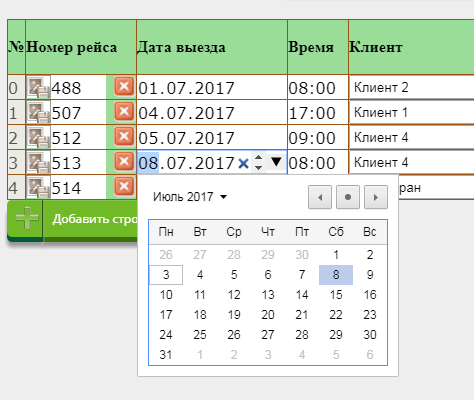 № Номер рейса Дата выезда Время Клиент
0 488 01.07.2017 08:00 Клиент 2
1 507 04.07.2017 17:00 Клиент 1
2 512 05.07.2017 09:00 Клиент 4
3 513 08.07.2017 08:00 Клиент 4
4 514 ран
Добавить стро
Июль 2017
Пн Вт Ср Чт Пт Сб Вс
26 27 28 29 30 1 2
3 4 5 6 7 8 9
10 11 12 13 14 15 16
17 18 19 20 21 22 23
24 25 26 27 28 29 30
31 1 2 3 4 5 6